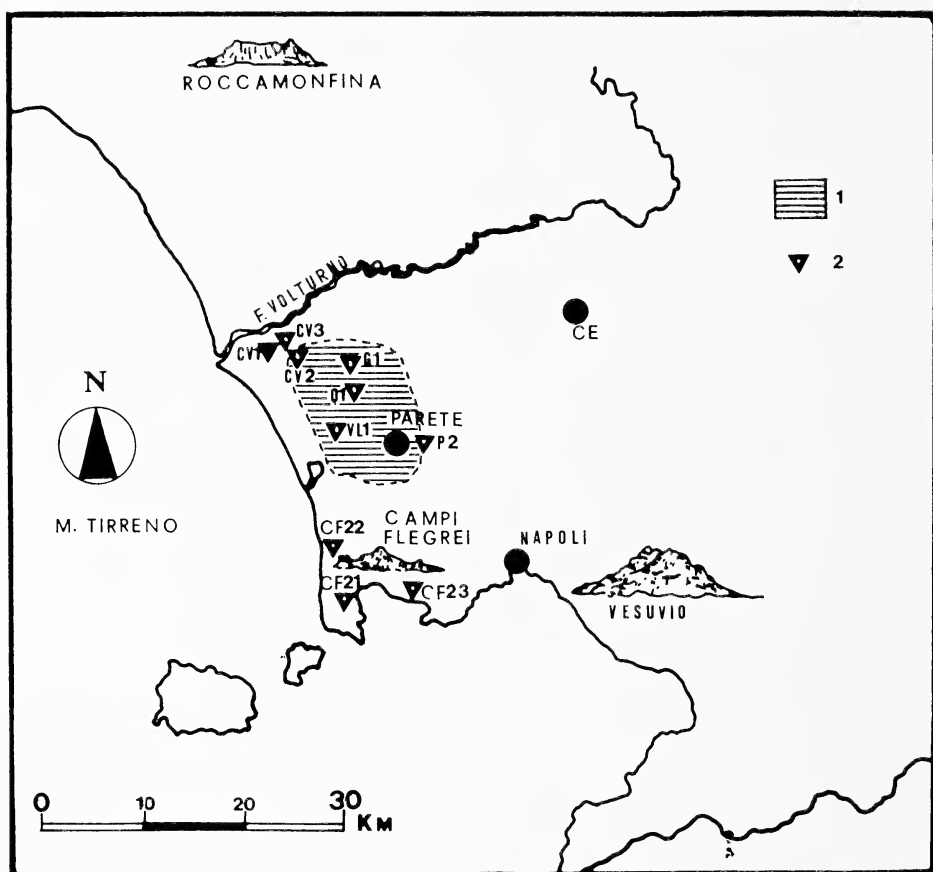 ROCCAMONFINA
1
2
F. VOLTURNO
CE
CV3
CV1
CV2
G1
Q1
PARETE
VL1
P2
N
M. TIRRENO
CF22
CAMPI
FLEGREI
NAPOLI
CF21
CF23
VESUVIO
0 10 20 30
KM